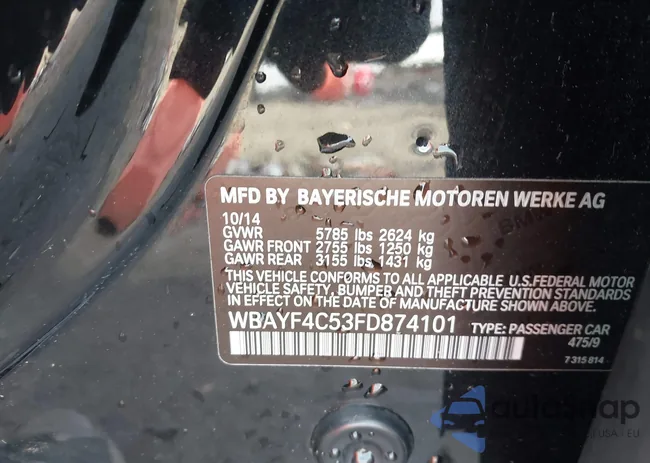 MFD BY BAYERISCHE MOTOREN WERKE AG
10/14
GVWR 5785 lbs 2624 kg
GAWR FRONT 2755 lbs 1250 kg
GAWR REAR 3155 lbs 1431 kg
THIS VEHICLE CONFORMS TO ALL APPLICABLE U.S.FEDERAL MOTOR
VEHICLE SAFETY, BUMPER AND THEFT PREVENTION STANDARDS
IN EFFECT ON THE DATE OF MANUFACTURE SHOWN ABOVE.
WBAYF4C53FD874101 TYPE: PASSENGER CAR
475/9
7 315 814
USA - EU